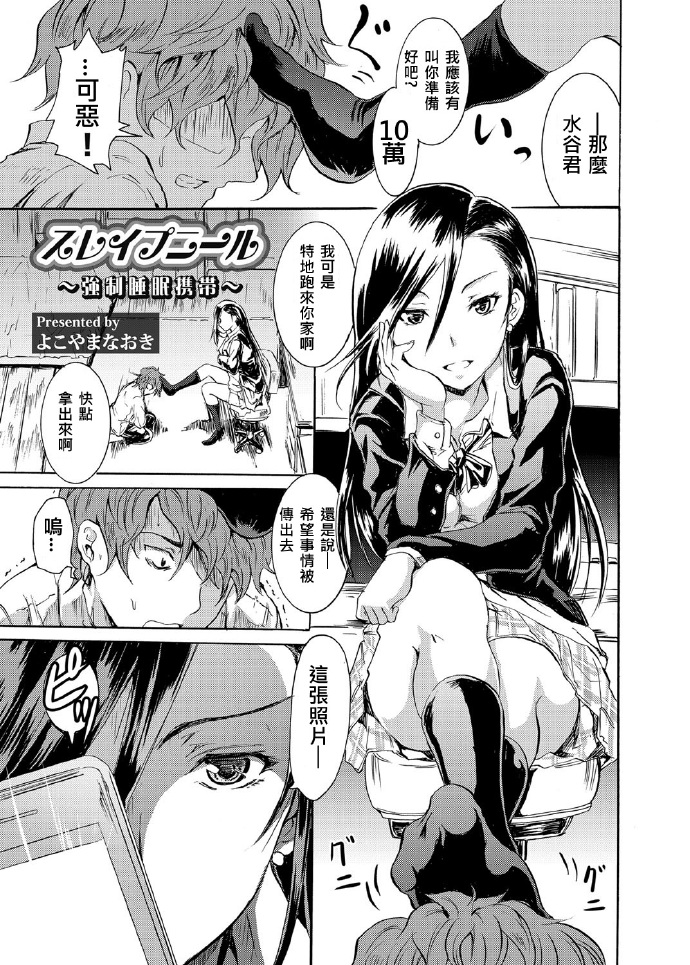 —那麼
水谷君
いっ
我應該有
叫你準備
好吧?
10
萬
ぐ
…可惡!
我可是
特地跑來你家啊
スレイプニール
～強制睡眠携帯～
Presented by
よこやまなおき
快點
拿出來啊
還是說—
希望事情被
傳出去
嗚…
這張照片—
ピッ
グニ
グニ